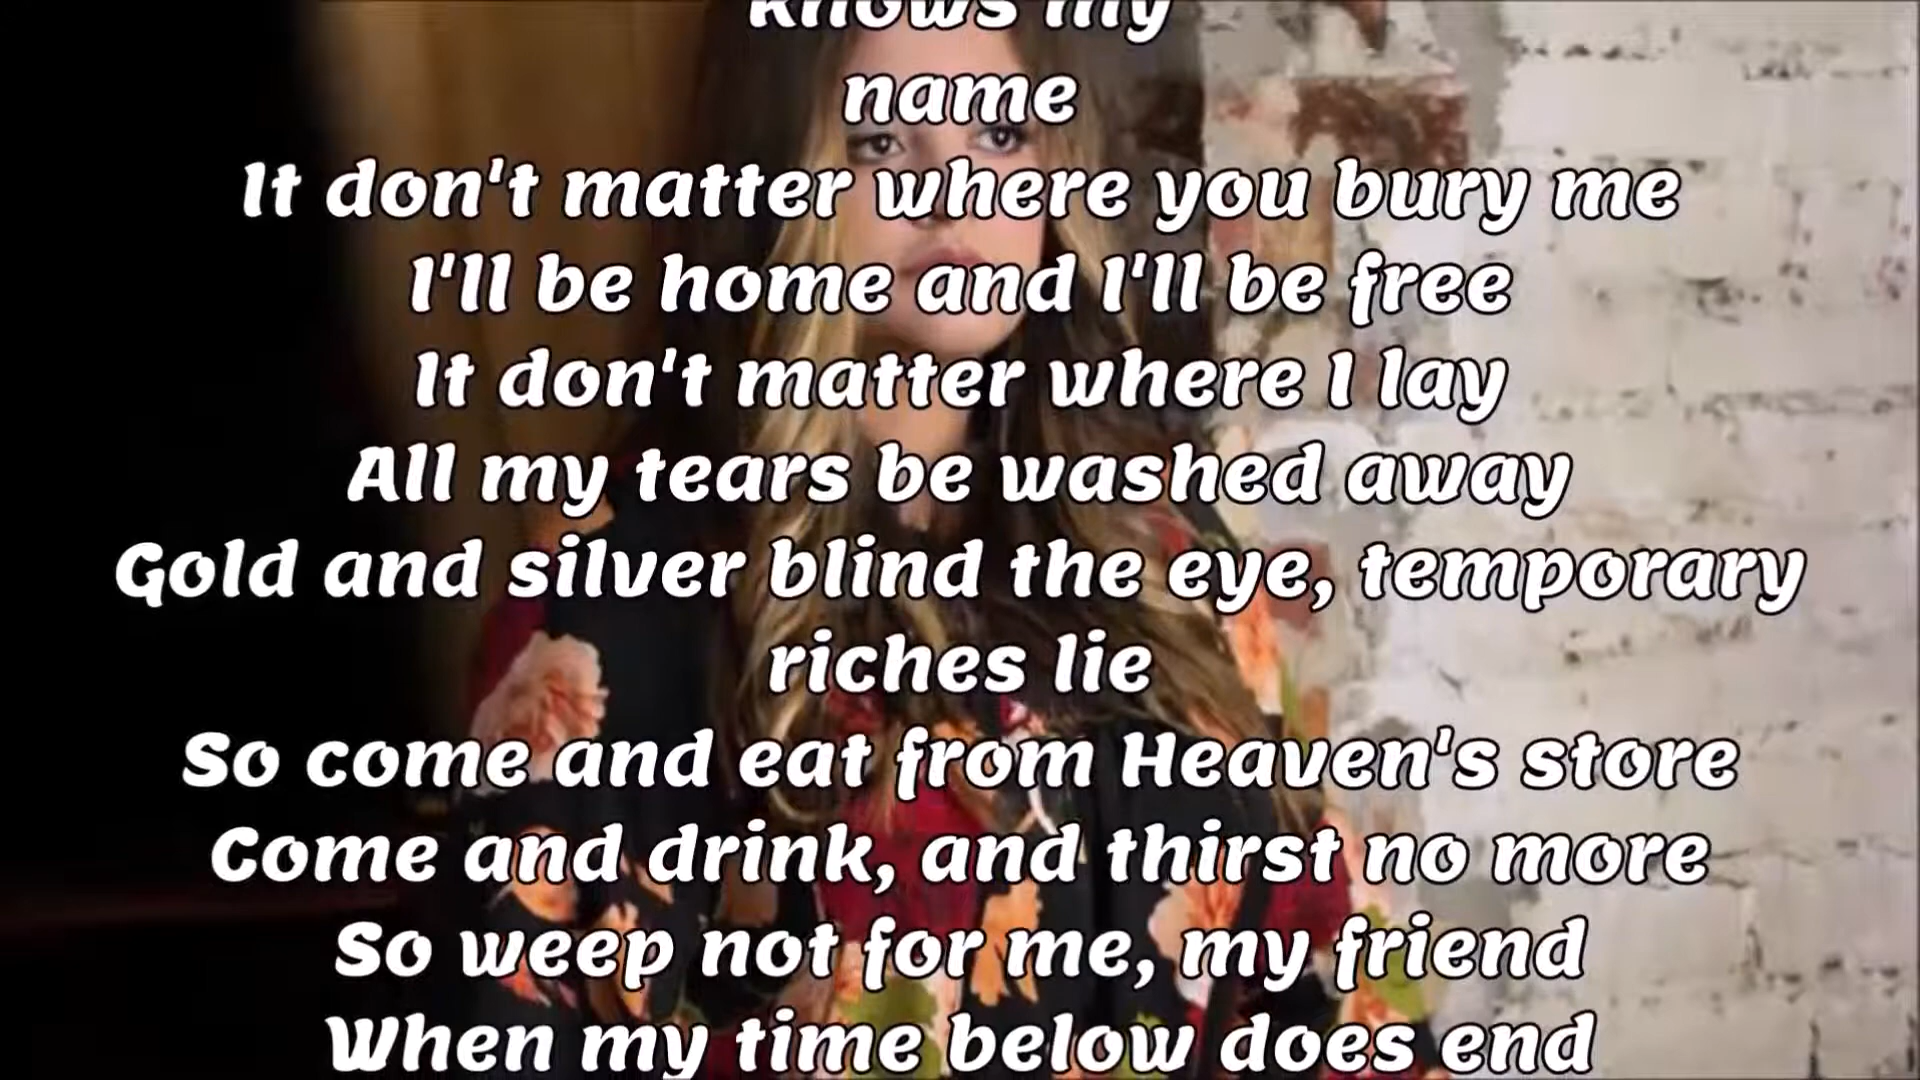 knows my
name
It don't matter where you bury me
I'll be home and I'll be free
It don't matter where I lay
All my tears be washed away
Gold and silver blind the eye, temporary
riches lie
So come and eat from Heaven's store
Come and drink, and thirst no more
So weep not for me, my friend
When my time below does end